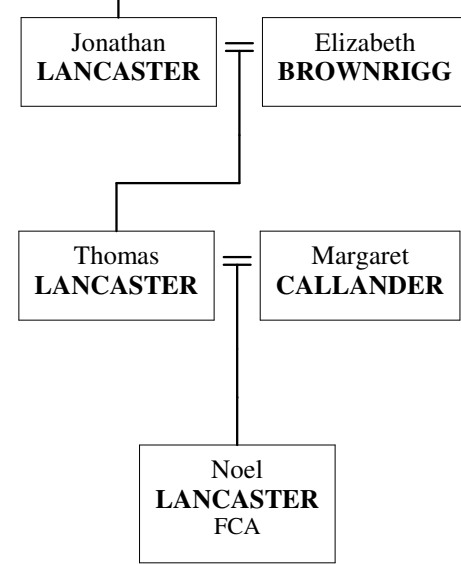 Jonathan
LANCASTER
Elizabeth
BROWNRIGG
Thomas
LANCASTER
Margaret
CALLANDER
Noel
LANCASTER
FCA